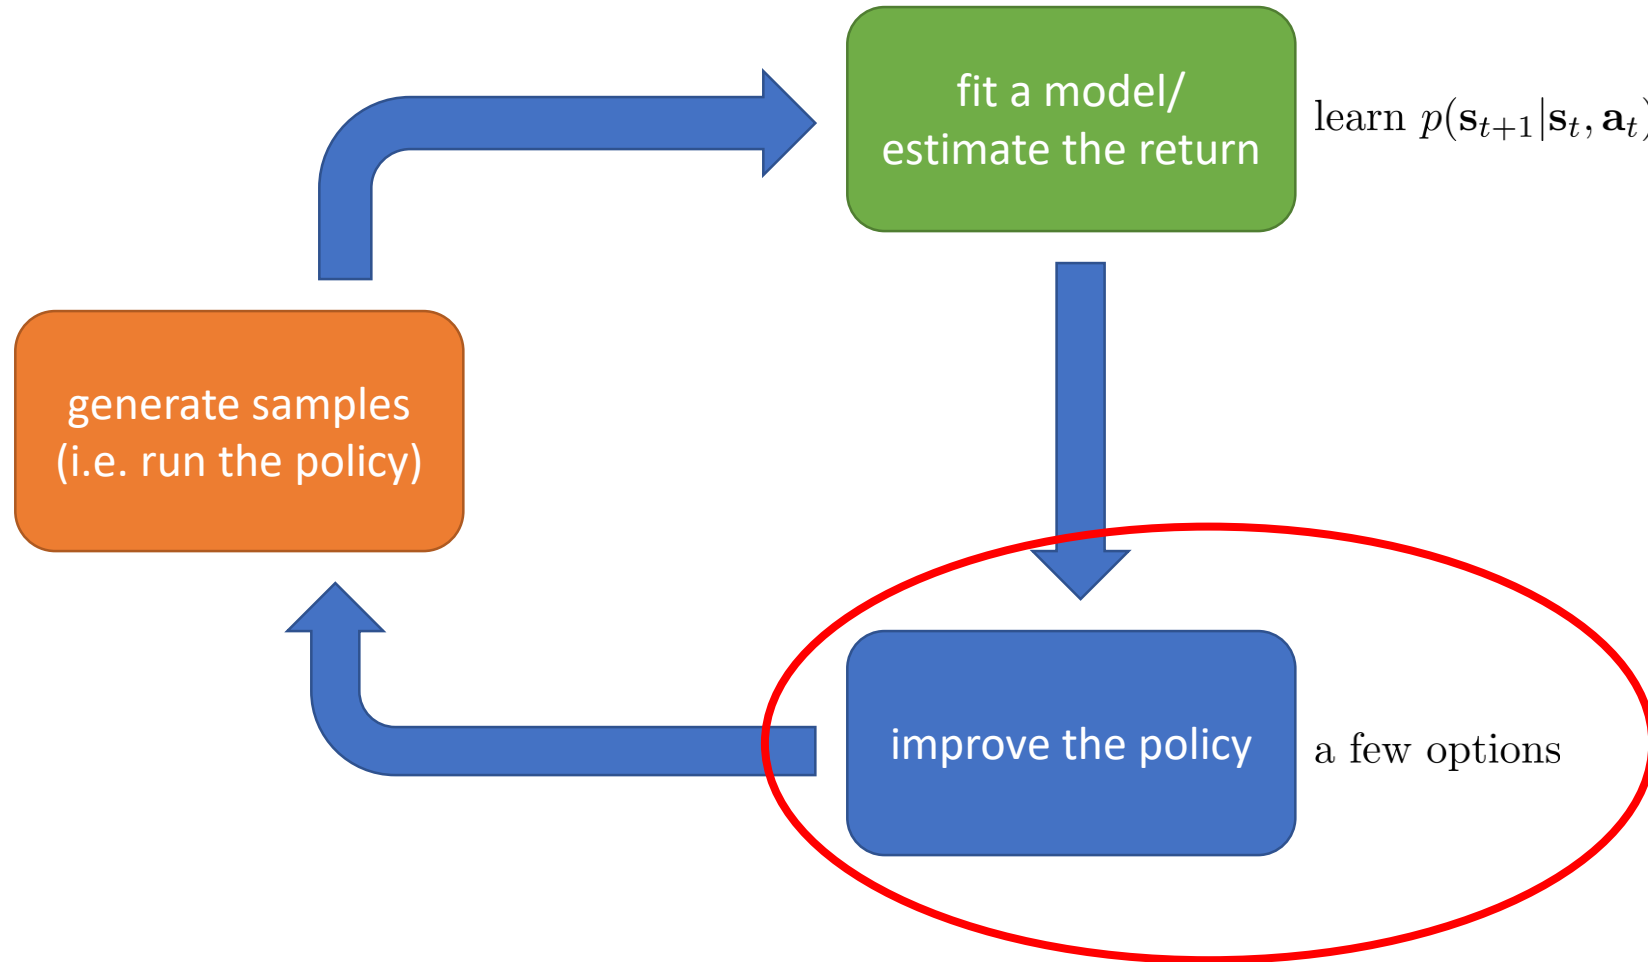 fit a model/
estimate the return
learn p(s_{t+1}|s_t, a_t)
generate samples
(i.e. run the policy)
improve the policy
a few options